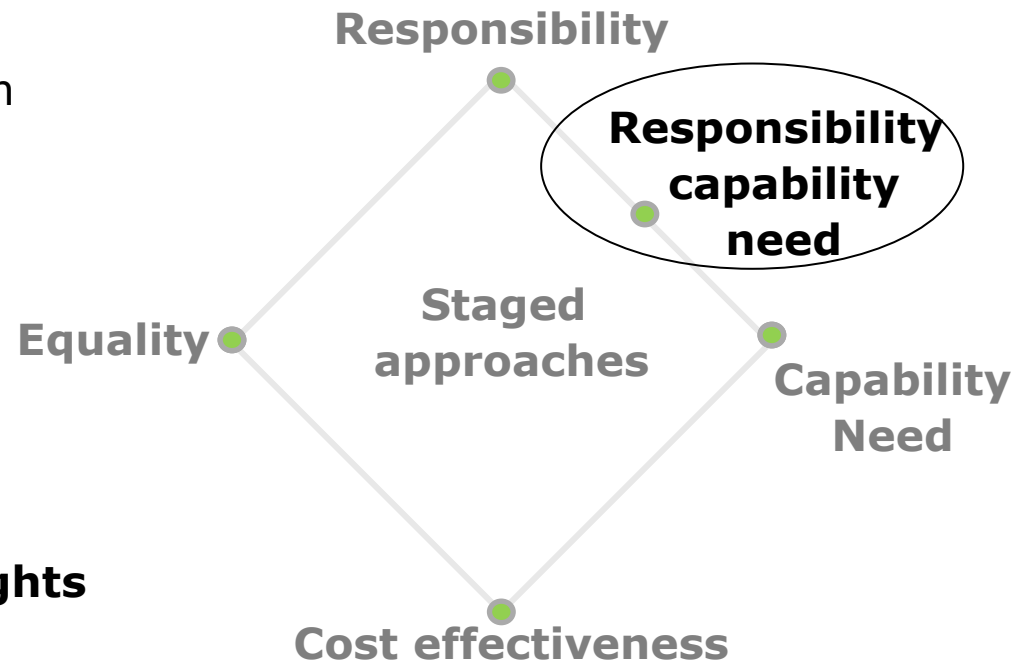 Responsibility
Responsibility
capability
need
Staged
approaches
Equality
Capability
Need
Cost effectiveness